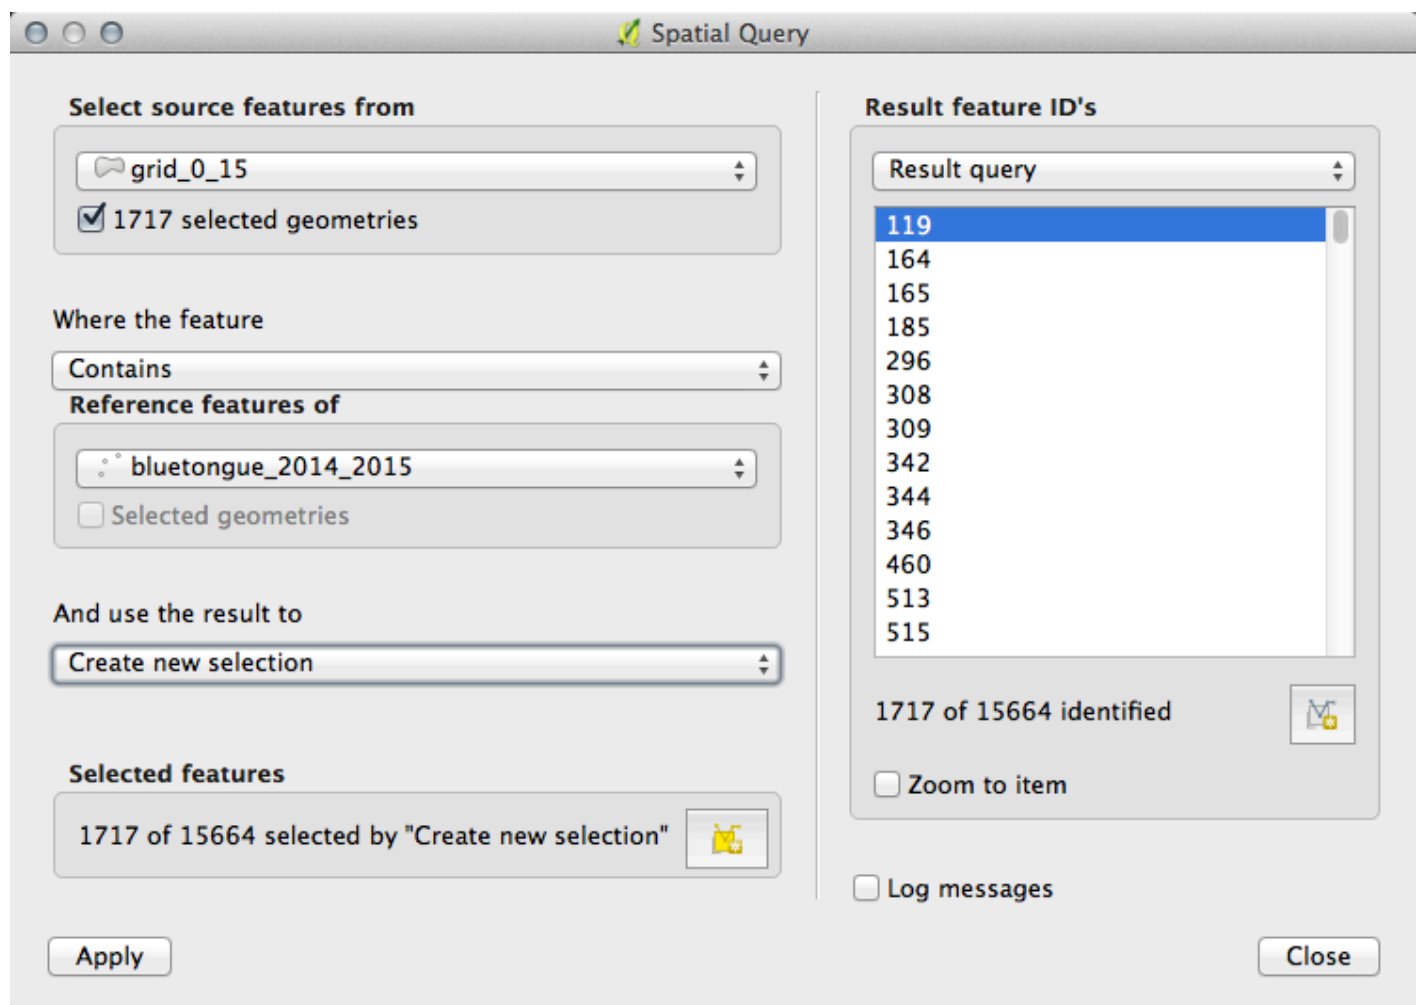 Spatial Query
Select source features from
grid_0_15
1717 selected geometries
Where the feature
Contains
Reference features of
bluetongue_2014_2015
Selected geometries
And use the result to
Create new selection
Selected features
1717 of 15664 selected by "Create new selection"
Apply
Result feature ID's
Result query
119
164
165
185
296
308
309
342
344
346
460
513
515
1717 of 15664 identified
Zoom to item
Log messages
Close